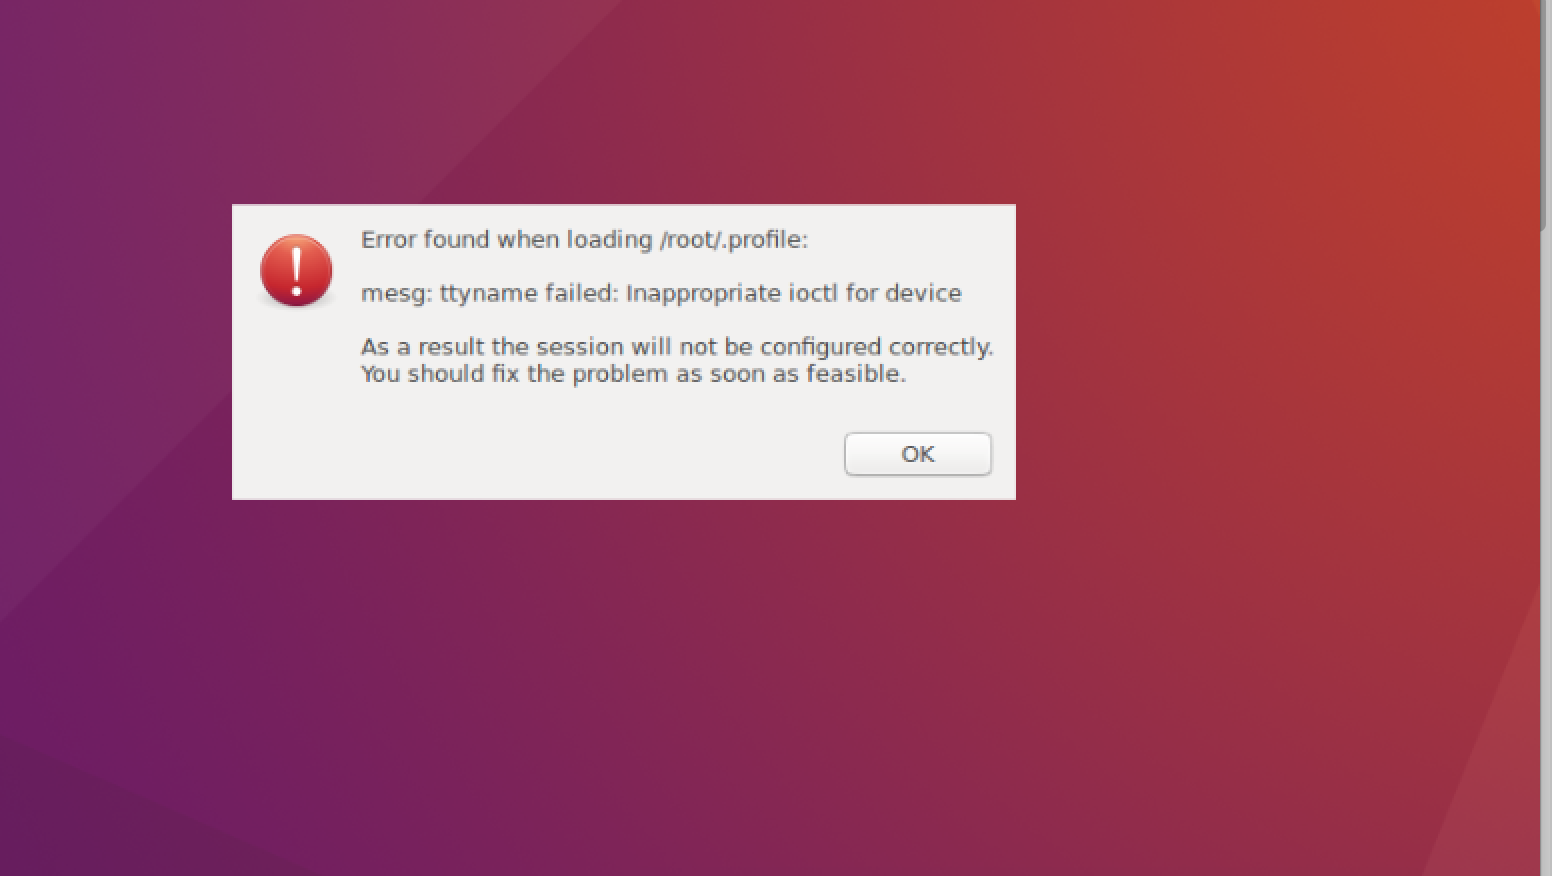 Error found when loading /root/.profile:
mesg: ttyname failed: Inappropriate ioctl for device
As a result the session will not be configured correctly.
You should fix the problem as soon as feasible.
OK